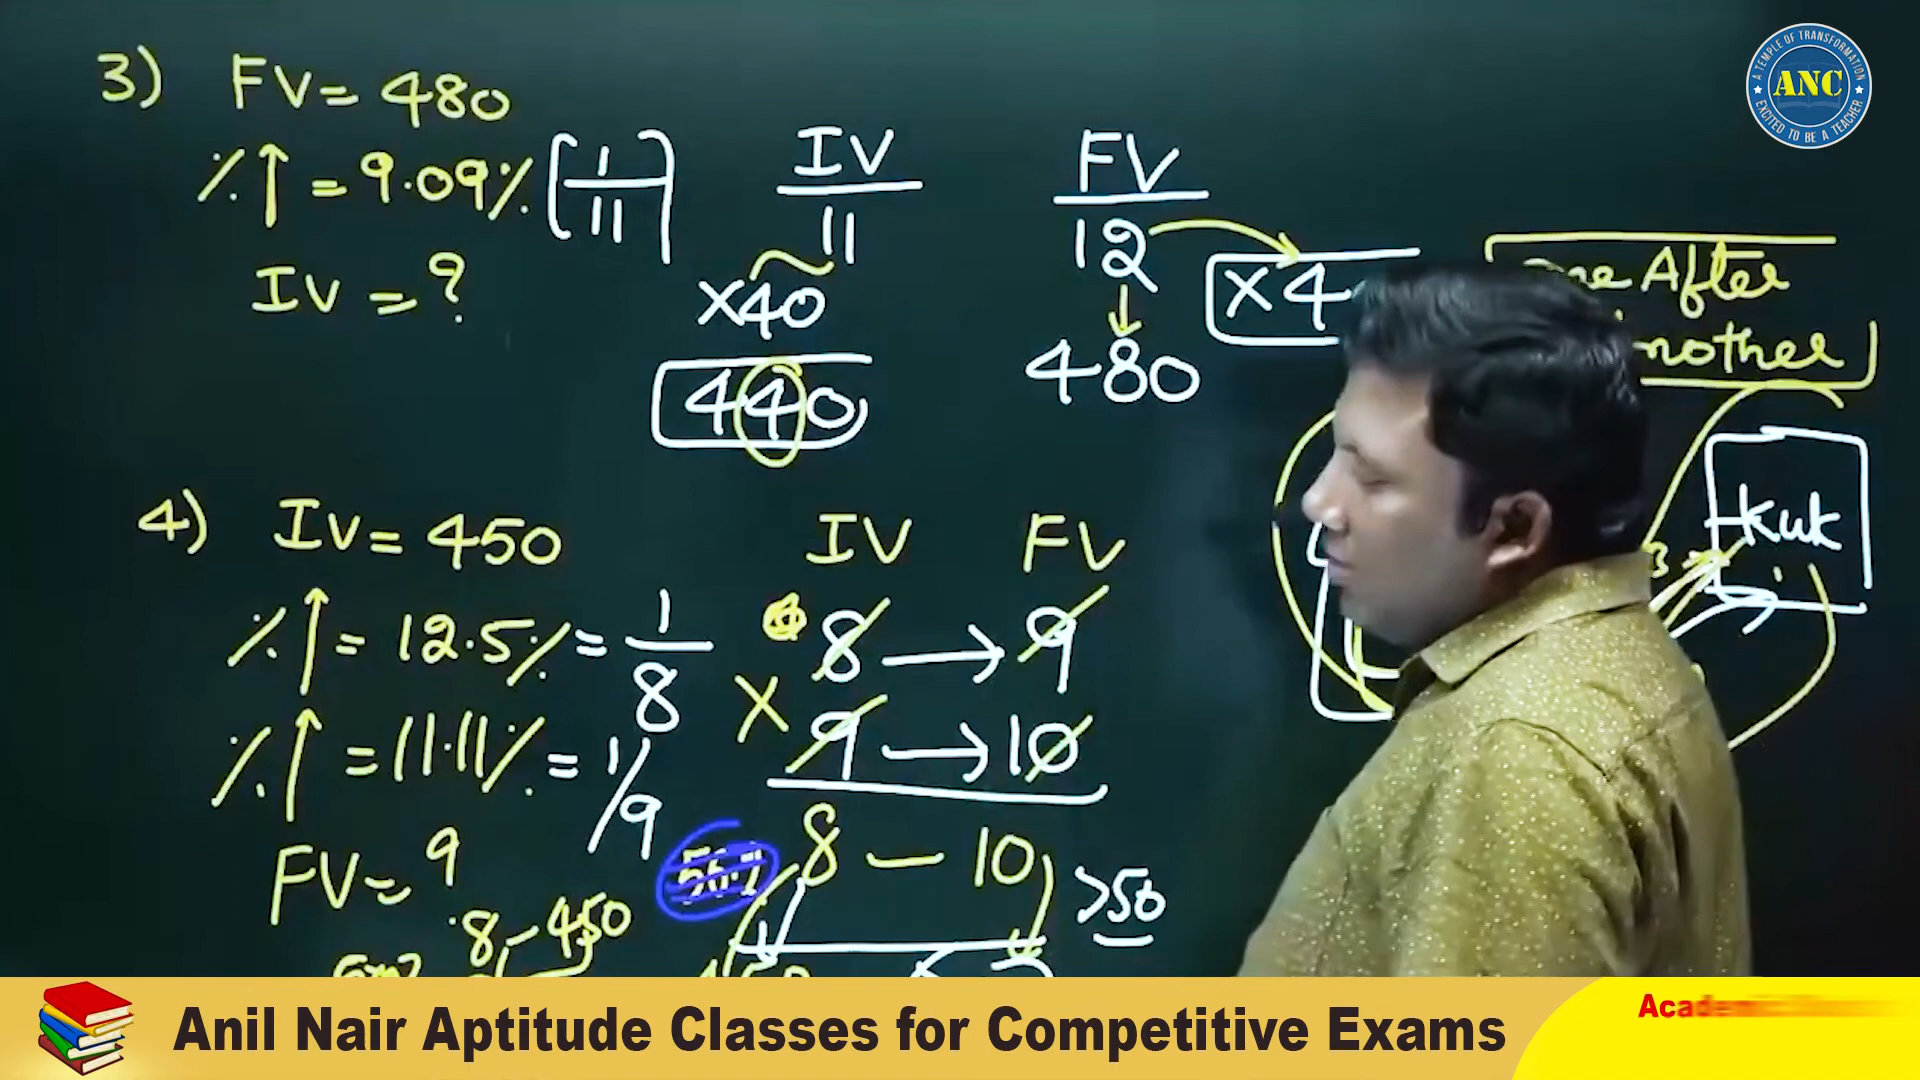 3) FV = 480
%↑ = 9.09% [1/11]
IV = ?
IV FV
11 12
×40 ×4
440 480
After
4) IV = 450
%↑ = 12.5% = 1/8
%↑ = 11.11% = 1/9
FV = ?
IV FV
8 → 9
× 9 → 10
8 — 10
>50
8 – 450
Kuk
A TEMPLE OF TRANSFORMATION
ANC
EXCITED TO BE A TEACHER
Anil Nair Aptitude Classes for Competitive Exams